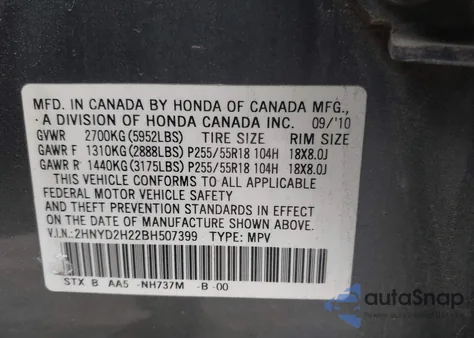 MFD. IN CANADA BY HONDA OF CANADA MFG.,
A DIVISION OF HONDA CANADA INC. 09/'10
GVWR 2700KG(5952LBS) TIRE SIZE RIM SIZE
GAWR F 1310KG(2888LBS) P255/55R18 104H 18X8.0J
GAWR R 1440KG(3175LBS) P255/55R18 104H 18X8.0J
THIS VEHICLE CONFORMS TO ALL APPLICABLE
FEDERAL MOTOR VEHICLE SAFETY
AND THEFT PREVENTION STANDARDS IN EFFECT
ON THE DATE OF MANUFACTURE SHOWN ABOVE.
V.I.N.:2HNYD2H22BH507399 TYPE: MPV
STX B AA5 -NH737M -B -00
autaSnap